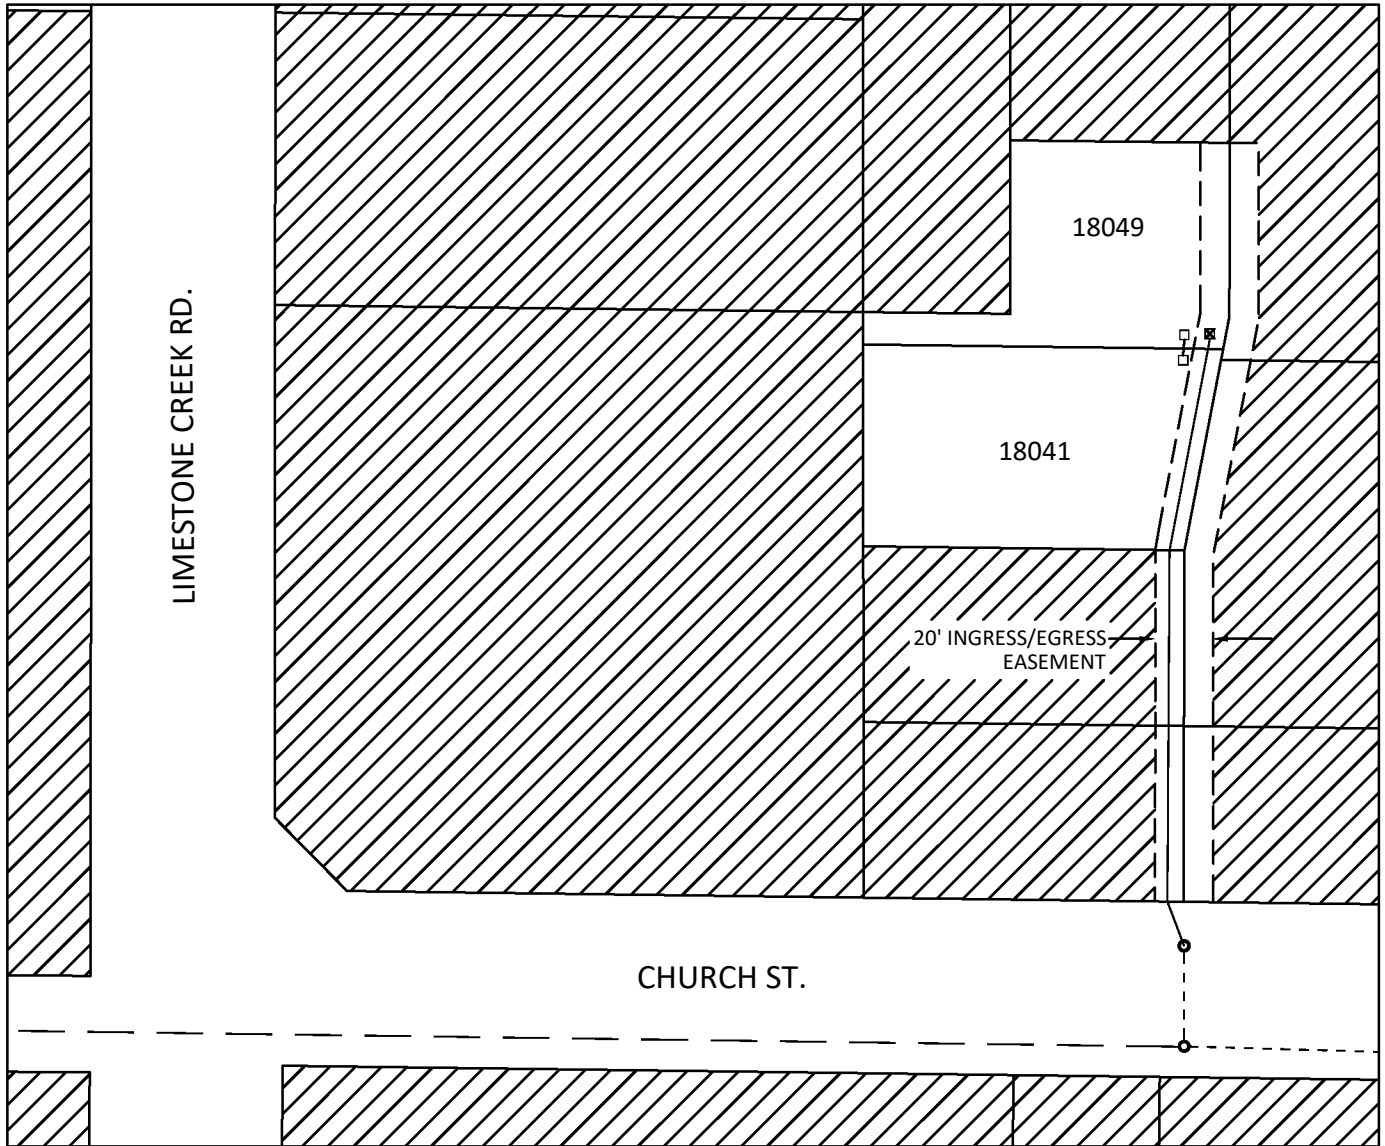 18049
LIMESTONE CREEK RD.
18041
20' INGRESS/EGRESS
EASEMENT
CHURCH ST.